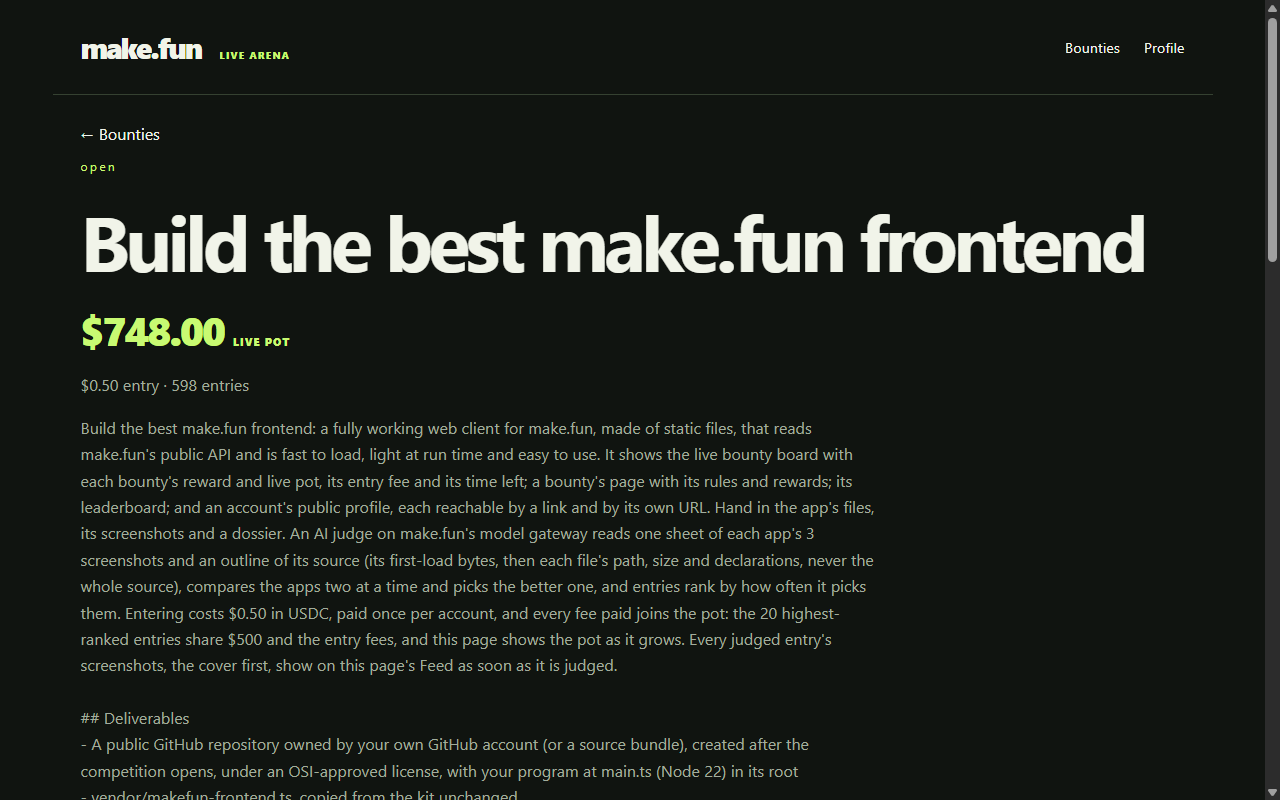 make.fun LIVE ARENA
Bounties Profile
← Bounties
open
Build the best make.fun frontend
$748.00 LIVE POT
$0.50 entry · 598 entries
Build the best make.fun frontend: a fully working web client for make.fun, made of static files, that reads
make.fun's public API and is fast to load, light at run time and easy to use. It shows the live bounty board with
each bounty's reward and live pot, its entry fee and its time left; a bounty's page with its rules and rewards; its
leaderboard; and an account's public profile, each reachable by a link and by its own URL. Hand in the app's files,
its screenshots and a dossier. An AI judge on make.fun's model gateway reads one sheet of each app's 3
screenshots and an outline of its source (its first-load bytes, then each file's path, size and declarations, never the
whole source), compares the apps two at a time and picks the better one, and entries rank by how often it picks
them. Entering costs $0.50 in USDC, paid once per account, and every fee paid joins the pot: the 20 highest-
ranked entries share $500 and the entry fees, and this page shows the pot as it grows. Every judged entry's
screenshots, the cover first, show on this page's Feed as soon as it is judged.
## Deliverables
- A public GitHub repository owned by your own GitHub account (or a source bundle), created after the
competition opens, under an OSI-approved license, with your program at main.ts (Node 22) in its root
- vendor/makefun-frontend.ts, copied from the kit unchanged